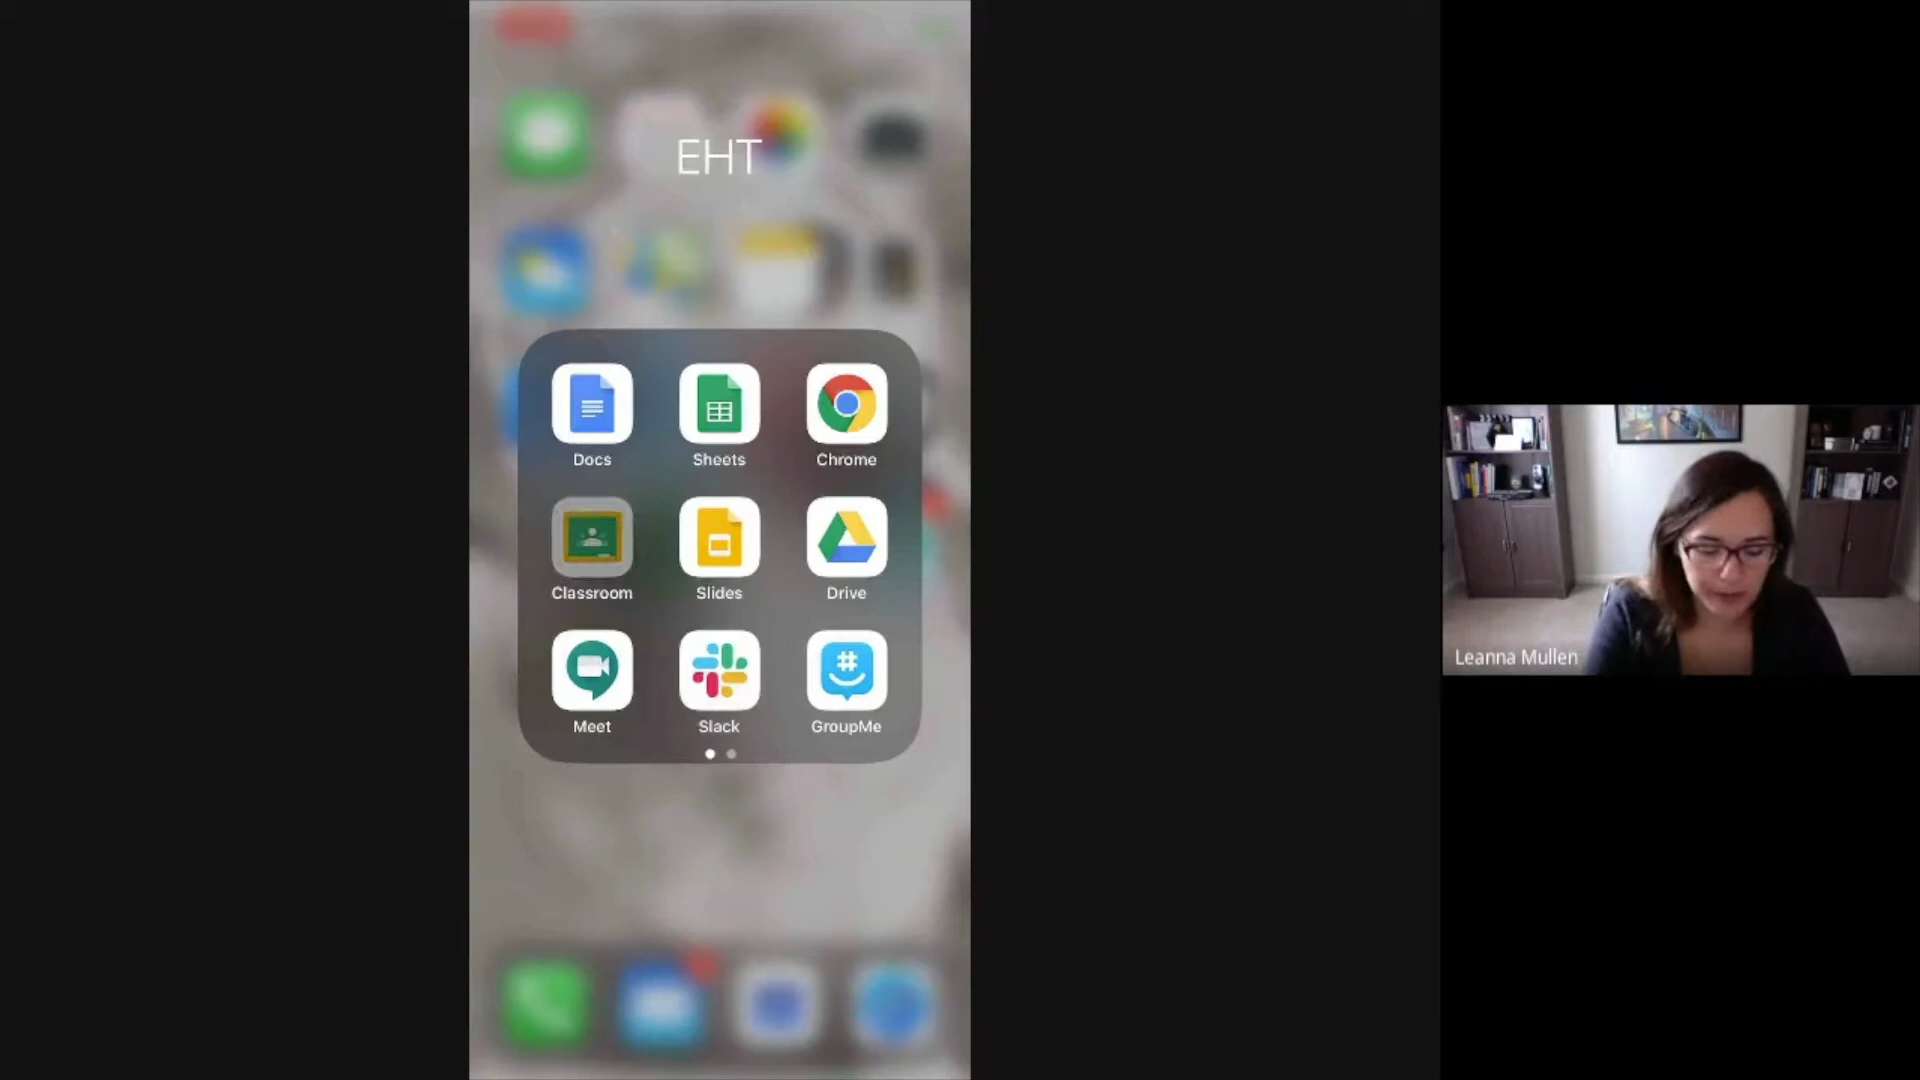 EHT
Docs Sheets Chrome
Classroom Slides Drive
Meet Slack GroupMe
Leanna Mullen